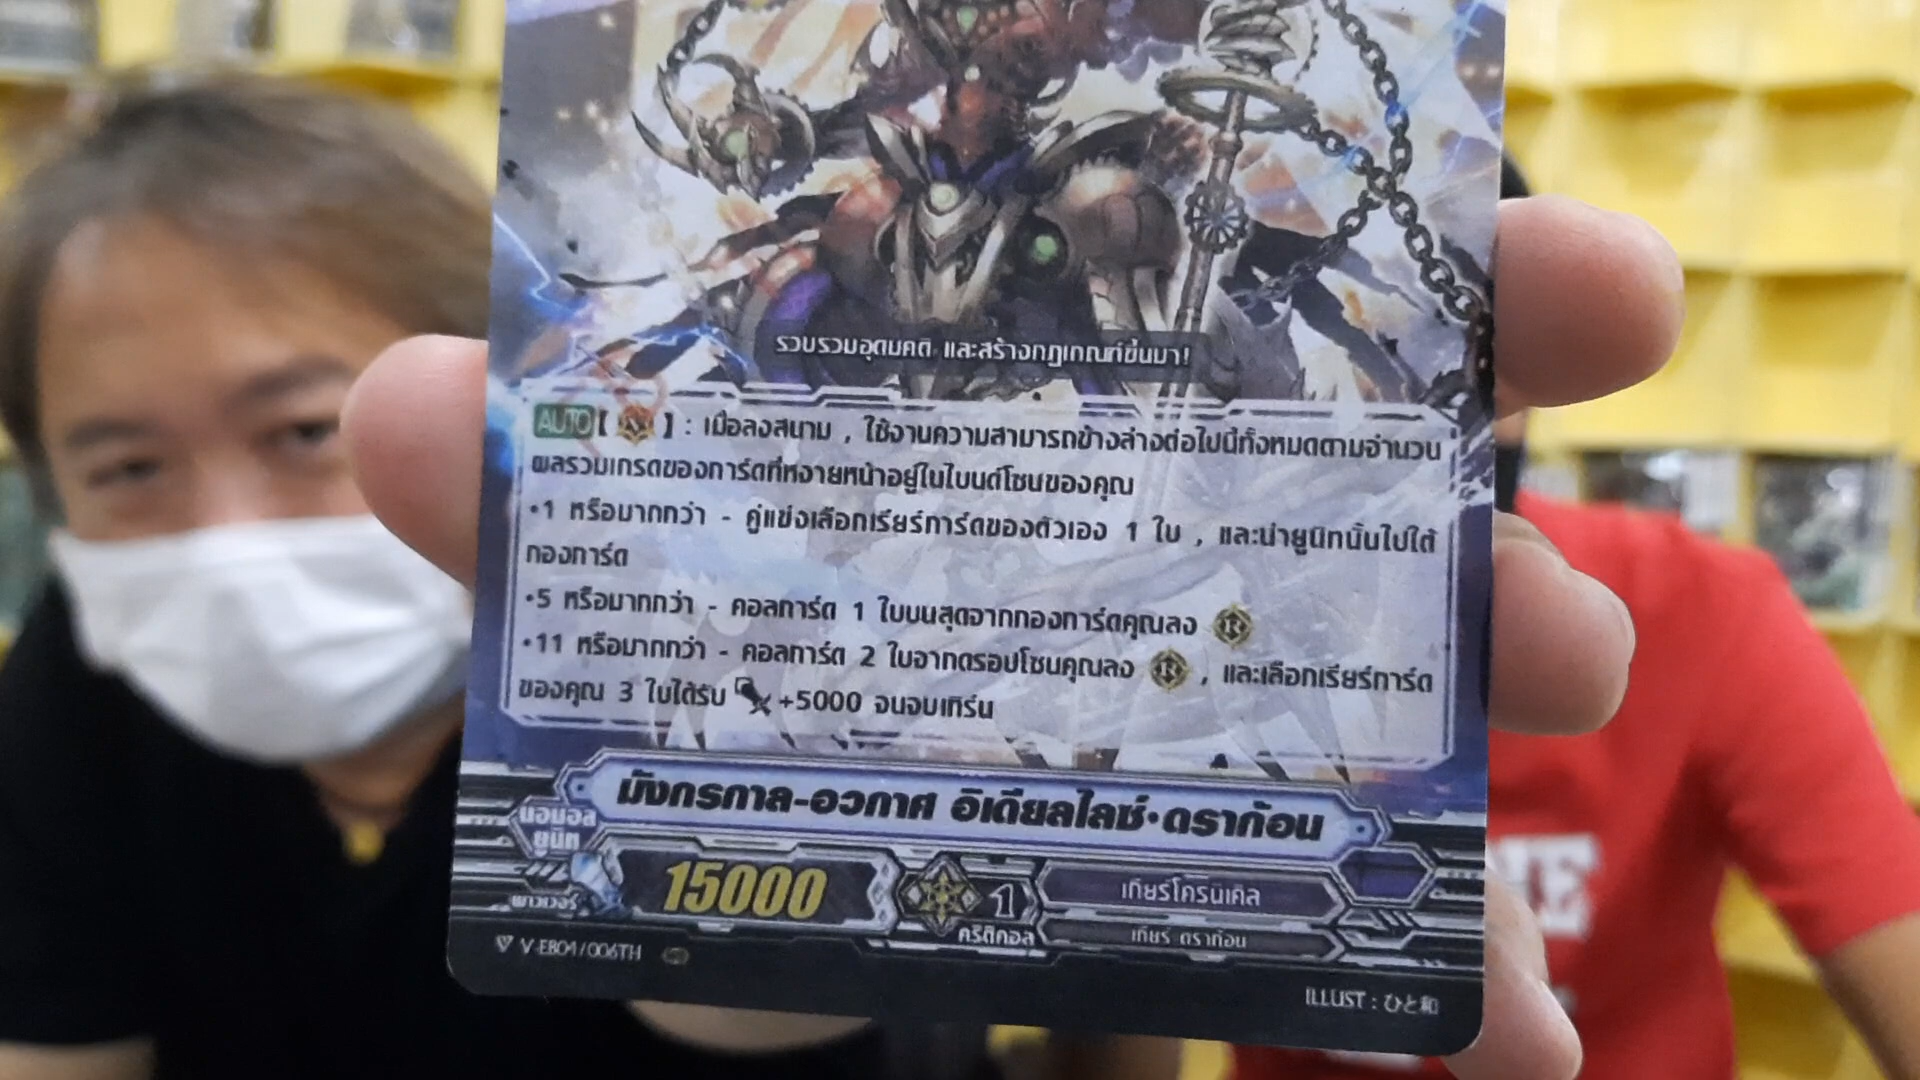 รวบรวมอุดมคติ และสร้างกฎเกณฑ์ขึ้นมา!
AUTO【 】 : เมื่อลงสนาม , ใช้งานความสามารถข้างล่างต่อไปนี้ทั้งหมดตามจำนวน
ผลรวมเกรดของการ์ดที่หงายหน้าอยู่ในไบนด์โซนของคุณ
•1 หรือมากกว่า - คู่แข่งเลือกเรียร์การ์ดของตัวเอง 1 ใบ , และนำยูนิทนั้นไปใต้
กองการ์ด
•5 หรือมากกว่า - คอลการ์ด 1 ใบบนสุดจากกองการ์ดคุณลง R
•11 หรือมากกว่า - คอลการ์ด 2 ใบจากดรอปโซนคุณลง R , และเลือกเรียร์การ์ด
ของคุณ 3 ใบได้รับ +5000 จนจบเทิร์น
มังกรกาล-อวกาศ อิเดียลไลซ์·ดราก้อน
นอมอล
ยูนิท
พาวเวอร์
15000
1
คริติคอล
เกียร์โครนิเคิล
เกียร์ ดราก้อน
V-EB04/006TH
ILLUST : ひと和